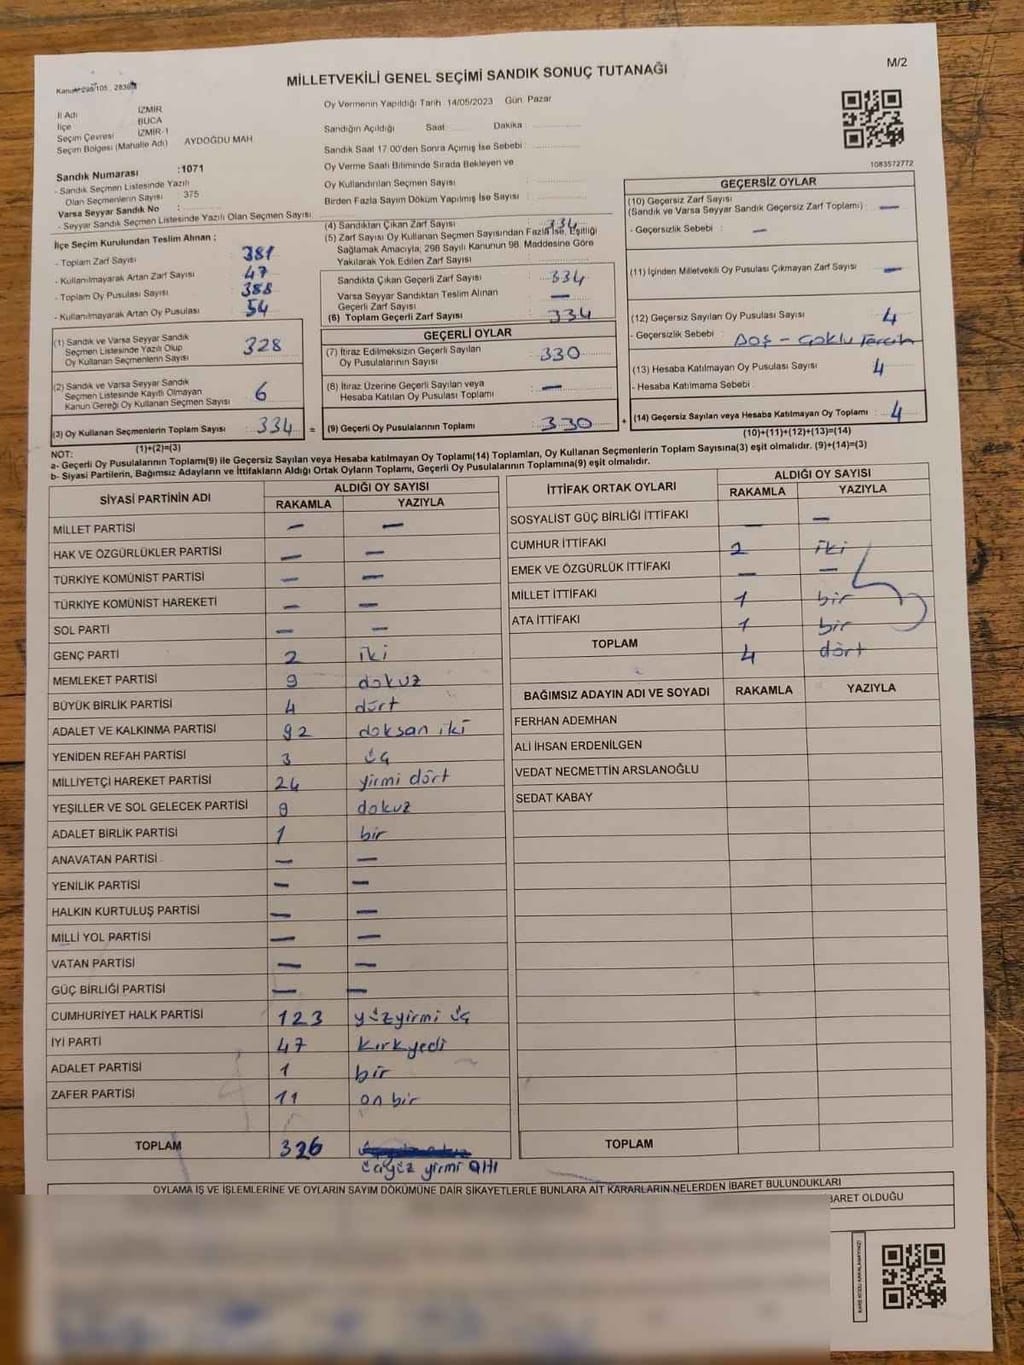 M/2
MİLLETVEKİLİ GENEL SEÇİMİ SANDIK SONUÇ TUTANAĞI
İl Adı İZMİR
İlçe BUCA
Seçim Çevresi İZMİR-1
Seçim Bölgesi (Mahalle Adı) AYDOĞDU MAH
Sandık Numarası :1071
- Sandık Seçmen Listesinde Yazılı
Olan Seçmenlerin Sayısı 375
Varsa Seyyar Sandık No :
- Seyyar Sandık Seçmen Listesinde Yazılı Olan Seçmen Sayısı
Oy Vermenin Yapıldığı Tarih 14/05/2023 Gün Pazar
Sandığın Açıldığı Saat Dakika
Sandık Saat 17.00'den Sonra Açımış İse Sebebi
Oy Verme Saati Bitiminde Sırada Bekleyen ve
Oy Kullandırılan Seçmen Sayısı
Birden Fazla Sayım Döküm Yapılmış İse Sayısı
1083572772
İlçe Seçim Kurulundan Teslim Alınan ;
- Toplam Zarf Sayısı 381
- Kullanılmayarak Artan Zarf Sayısı 47
- Toplam Oy Pusulası Sayısı 388
- Kullanılmayarak Artan Oy Pusulası 54
(1) Sandık ve Varsa Seyyar Sandık
Seçmen Listesinde Yazılı Olup
Oy Kullanan Seçmenlerin Sayısı 328
(2) Sandık ve Varsa Seyyar Sandık
Seçmen Listesinde Kayıtlı Olmayan
Kanun Gereği Oy Kullanan Seçmen Sayısı 6
(3) Oy Kullanan Seçmenlerin Toplam Sayısı 334 =
(1)+(2)=(3)
(4) Sandıktan Çıkan Zarf Sayısı 334
(5) Zarf Sayısı Oy Kullanan Seçmen Sayısından Fazla İse, Eşitliği
Sağlamak Amacıyla, 298 Sayılı Kanunun 98. Maddesine Göre
Yakılarak Yok Edilen Zarf Sayısı
Sandıkta Çıkan Geçerli Zarf Sayısı 334
Varsa Seyyar Sandıktan Teslim Alınan
Geçerli Zarf Sayısı —
(6) Toplam Geçerli Zarf Sayısı 334
GEÇERLİ OYLAR
(7) İtiraz Edilmeksizin Geçerli Sayılan
Oy Pusulalarının Sayısı 330
(8) İtiraz Üzerine Geçerli Sayılan veya
Hesaba Katılan Oy Pusulası Toplamı —
(9) Geçerli Oy Pusulalarının Toplamı 330 +
GEÇERSİZ OYLAR
(10) Geçersiz Zarf Sayısı
(Sandık ve Varsa Seyyar Sandık Geçersiz Zarf Toplamı) —
- Geçersizlik Sebebi : —
(11) İçinden Milletvekili Oy Pusulası Çıkmayan Zarf Sayısı —
(12) Geçersiz Sayılan Oy Pusulası Sayısı 4
- Geçersizlik Sebebi : Boş - Çoklu Tercih
(13) Hesaba Katılmayan Oy Pusulası Sayısı 4
- Hesaba Katılmama Sebebi
(14) Geçersiz Sayılan veya Hesaba Katılmayan Oy Toplamı : 4
(10)+(11)+(12)+(13)=(14)
NOT:
a- Geçerli Oy Pusulalarının Toplamı(9) ile Geçersiz Sayılan veya Hesaba katılmayan Oy Toplamı(14) Toplamları, Oy Kullanan Seçmenlerin Toplam Sayısına(3) eşit olmalıdır. (9)+(14)=(3)
b- Siyasi Partilerin, Bağımsız Adayların ve İttifakların Aldığı Ortak Oyların Toplamı, Geçerli Oy Pusulalarının Toplamına(9) eşit olmalıdır.
SİYASİ PARTİNİN ADI ALDIĞI OY SAYISI
RAKAMLA YAZIYLA
MİLLET PARTİSİ — —
HAK VE ÖZGÜRLÜKLER PARTİSİ — —
TÜRKİYE KOMÜNİST PARTİSİ — —
TÜRKİYE KOMÜNİST HAREKETİ — —
SOL PARTİ — —
GENÇ PARTİ 2 iki
MEMLEKET PARTİSİ 9 dokuz
BÜYÜK BİRLİK PARTİSİ 4 dört
ADALET VE KALKINMA PARTİSİ 92 doksan iki
YENİDEN REFAH PARTİSİ 3 üç
MİLLİYETÇİ HAREKET PARTİSİ 24 yirmi dört
YEŞİLLER VE SOL GELECEK PARTİSİ 9 dokuz
ADALET BİRLİK PARTİSİ 1 bir
ANAVATAN PARTİSİ — —
YENİLİK PARTİSİ — —
HALKIN KURTULUŞ PARTİSİ — —
MİLLİ YOL PARTİSİ — —
VATAN PARTİSİ — —
GÜÇ BİRLİĞİ PARTİSİ — —
CUMHURİYET HALK PARTİSİ 123 yüzyirmi üç
İYİ PARTİ 47 kırkyedi
ADALET PARTİSİ 1 bir
ZAFER PARTİSİ 11 on bir
TOPLAM 326
üçyüz yirmi altı
İTTİFAK ORTAK OYLARI ALDIĞI OY SAYISI
RAKAMLA YAZIYLA
SOSYALİST GÜÇ BİRLİĞİ İTTİFAKI — —
CUMHUR İTTİFAKI 2 iki
EMEK VE ÖZGÜRLÜK İTTİFAKI — —
MİLLET İTTİFAKI 1 bir
ATA İTTİFAKI 1 bir
TOPLAM 4 dört
BAĞIMSIZ ADAYIN ADI VE SOYADI RAKAMLA YAZIYLA
FERHAN ADEMHAN
ALİ İHSAN ERDENİLGEN
VEDAT NECMETTİN ARSLANOĞLU
SEDAT KABAY
TOPLAM
OYLAMA İŞ VE İŞLEMLERİNE VE OYLARIN SAYIM DÖKÜMÜNE DAİR ŞİKAYETLERLE BUNLARA AİT KARARLARIN NELERDEN İBARET BULUNDUKLARI
BARET OLDUĞU